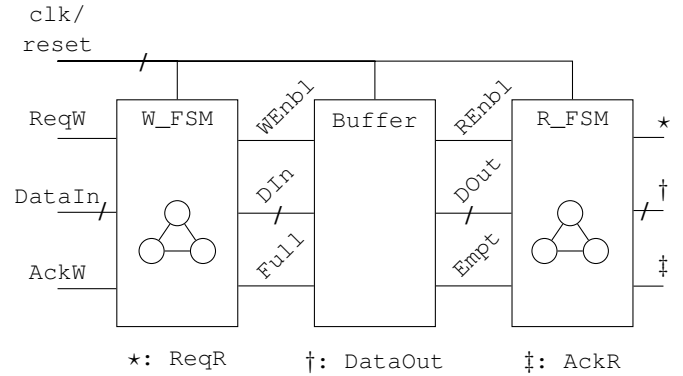 clk/
reset
ReqW
W_FSM
WEnbl
Buffer
REnbl
R_FSM
⋆
DataIn
DIn
DOut
†
AckW
Full
Empt
‡
⋆: ReqR
†: DataOut
‡: AckR